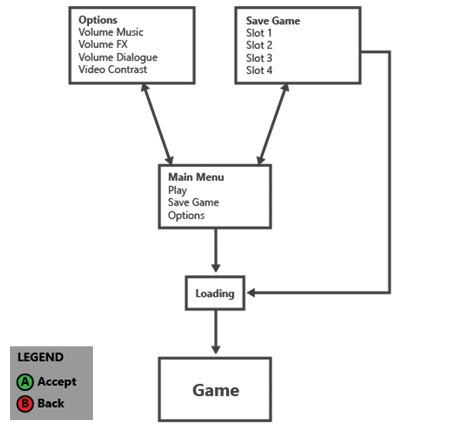 Options
Volume Music
Volume FX
Volume Dialogue
Video Contrast
Save Game
Slot 1
Slot 2
Slot 3
Slot 4
Main Menu
Play
Save Game
Options
Loading
Game
LEGEND
A Accept
B Back